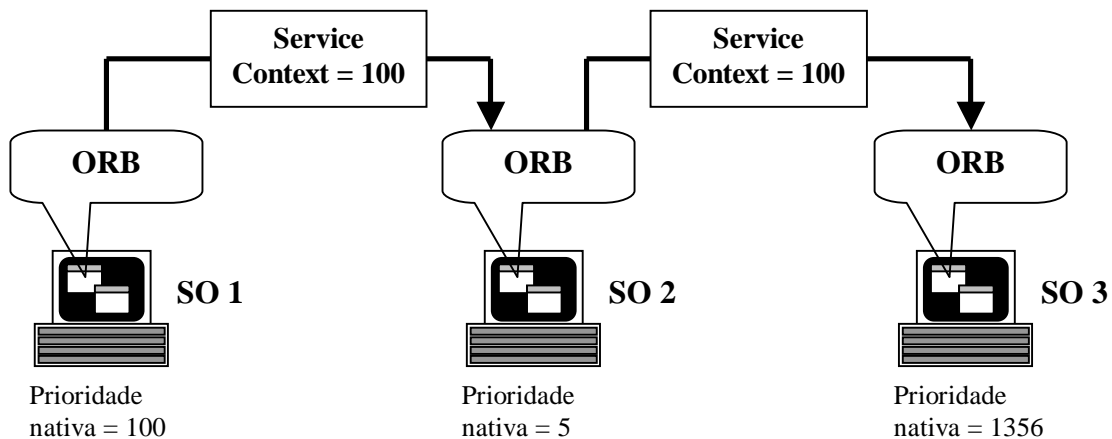 Service
Context = 100
Service
Context = 100
ORB
ORB
ORB
SO 1
SO 2
SO 3
Prioridade
nativa = 100
Prioridade
nativa = 5
Prioridade
nativa = 1356